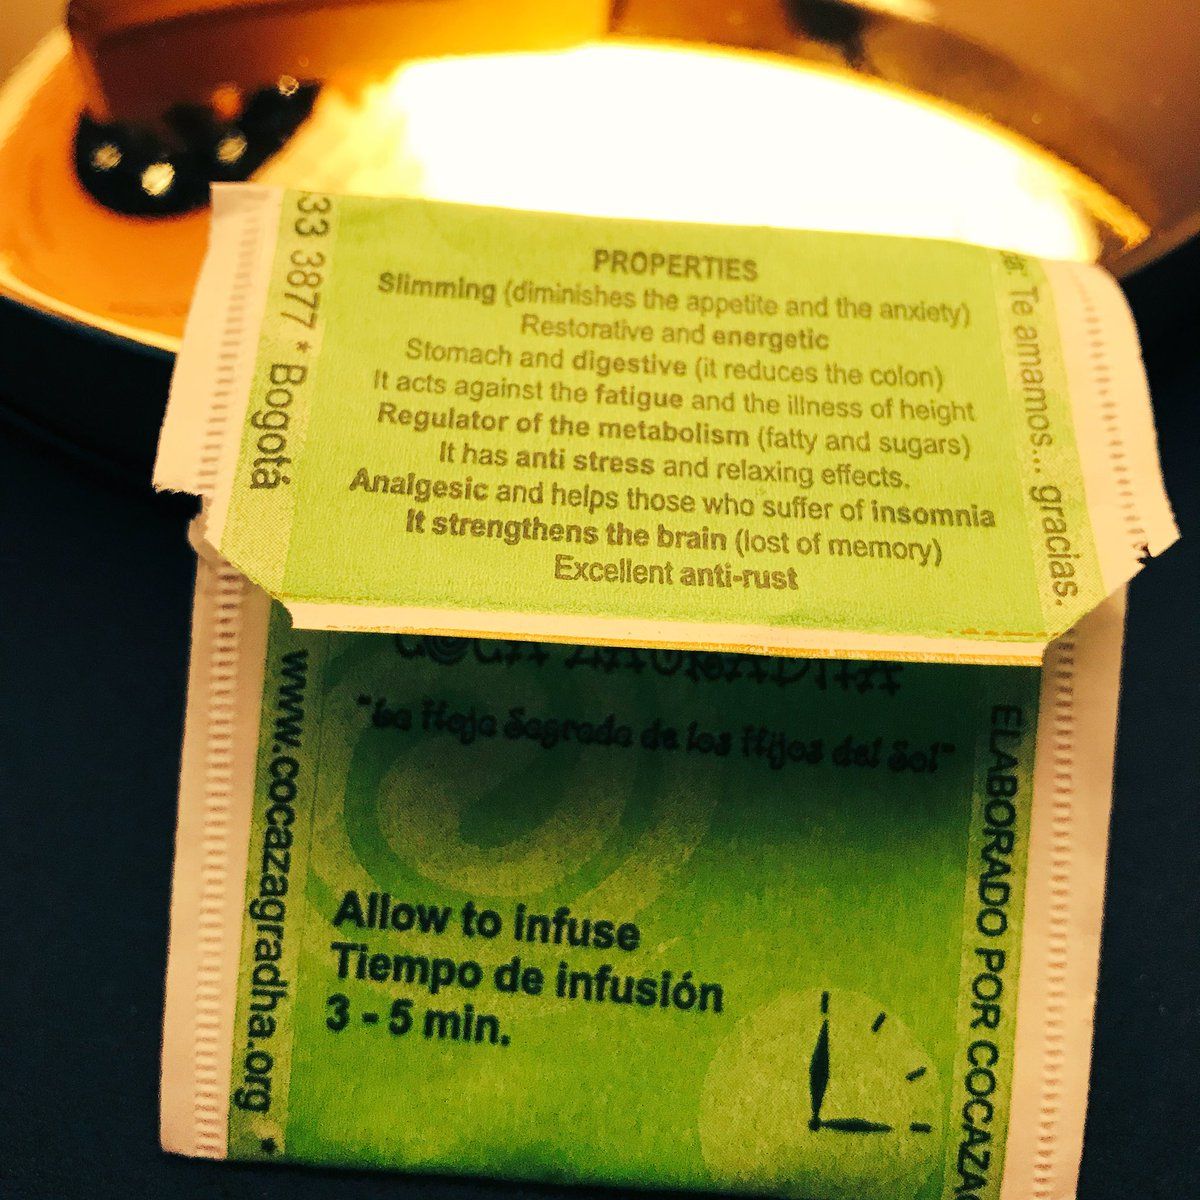 PROPERTIES
Slimming (diminishes the appetite and the anxiety)
Restorative and energetic
Stomach and digestive (it reduces the colon)
It acts against the fatigue and the illness of height
Regulator of the metabolism (fatty and sugars)
It has anti stress and relaxing effects.
Analgesic and helps those who suffer of insomnia
It strengthens the brain (lost of memory)
Excellent anti-rust
33 3877 * Bogotá
Te amamos... gracias.
"La Hoja Sagrada de los Hijos del Sol"
Allow to infuse
Tiempo de infusión
3 - 5 min.
www.cocazagradha.org *
ELABORADO POR COCAZA